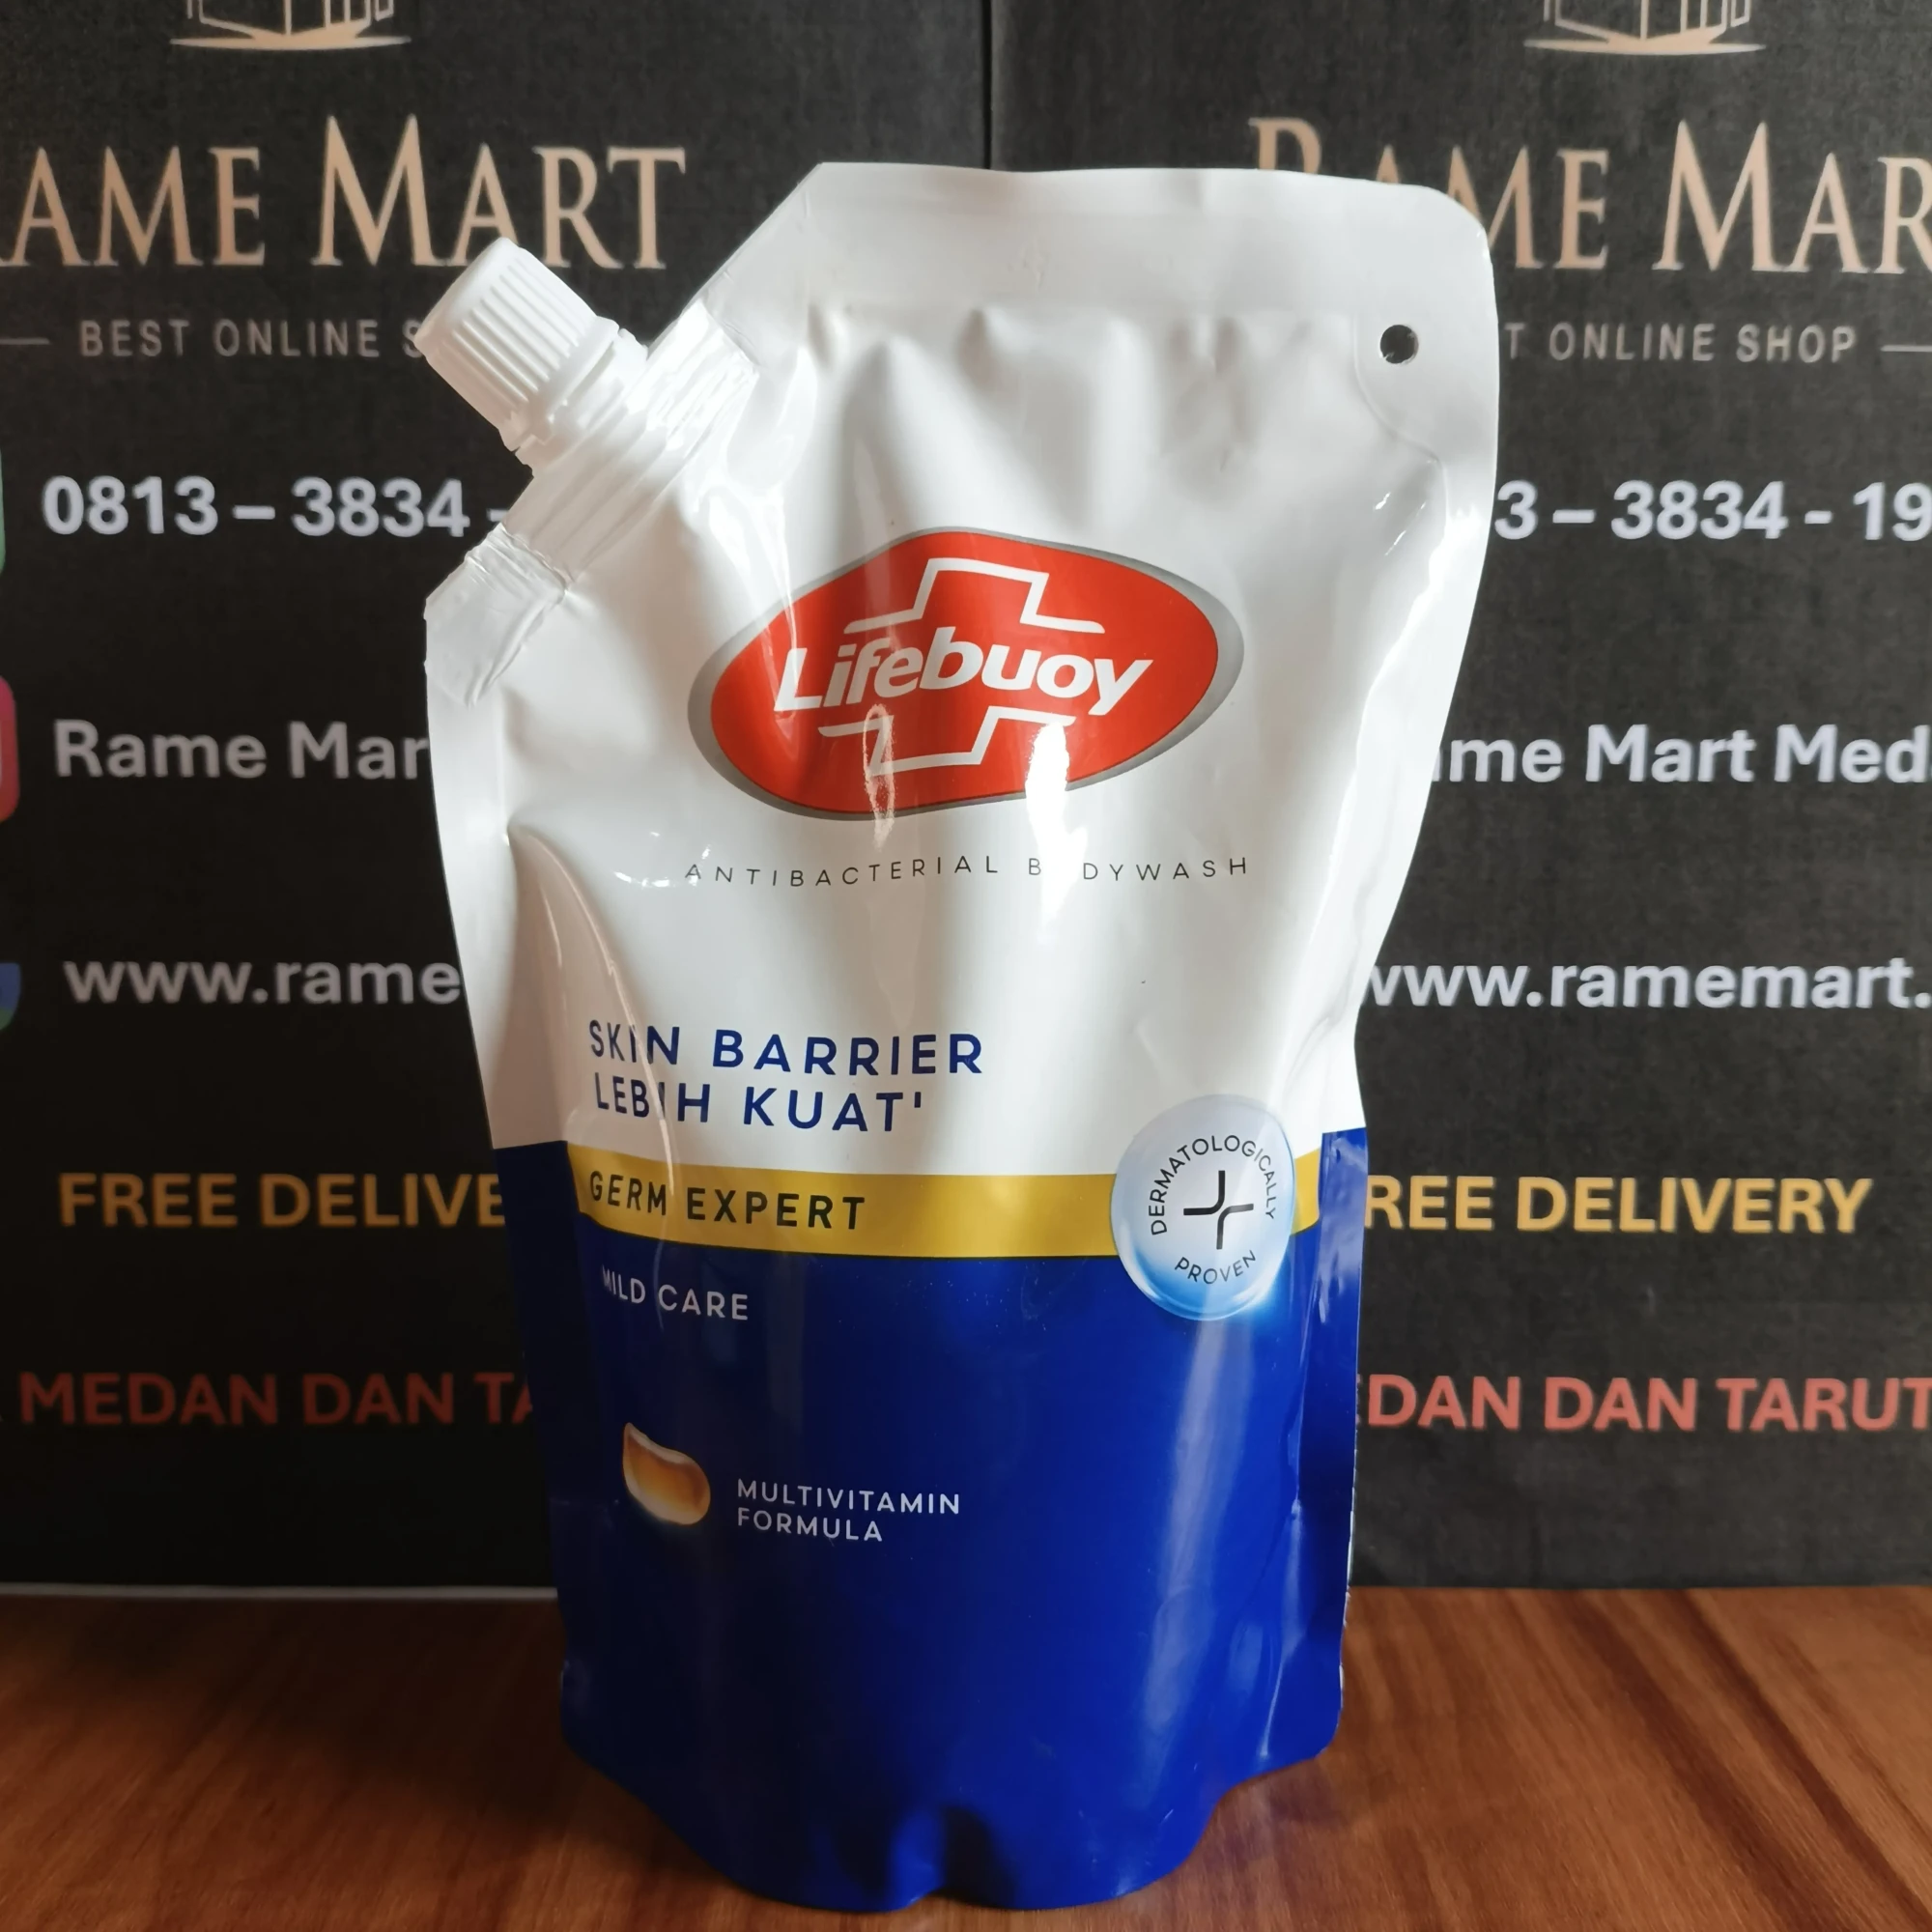 RAME MART
BEST ONLINE
0813 – 3834 -
Rame Mar
www.rame
FREE DELIVE
MEDAN DAN TA
Lifebuoy
ANTIBACTERIAL BODYWASH
SKIN BARRIER
LEBIH KUAT'
GERM EXPERT
MILD CARE
MULTIVITAMIN
FORMULA
DERMATOLOGICALLY
PROVEN
RAME MAR
T ONLINE SHOP
3 – 3834 - 19
me Mart Med
www.ramemart.
REE DELIVERY
EDAN DAN TARUT